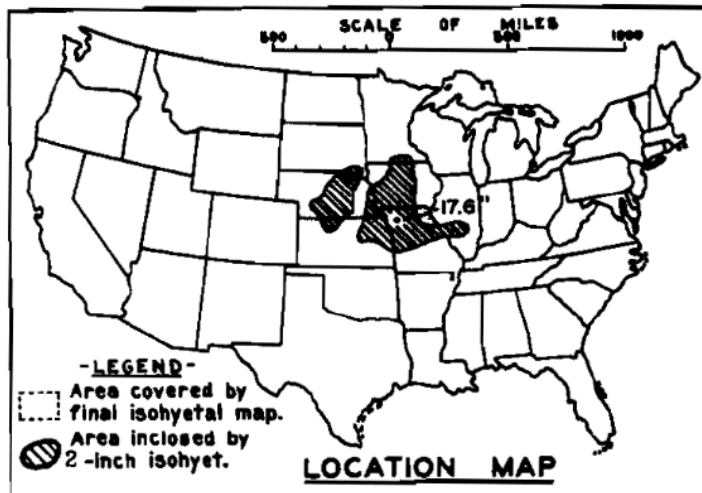 SCALE OF MILES
500 0 500 1000
17.6"
-LEGEND-
Area covered by
final isohyetal map.
Area inclosed by
2-inch isohyet.
LOCATION MAP